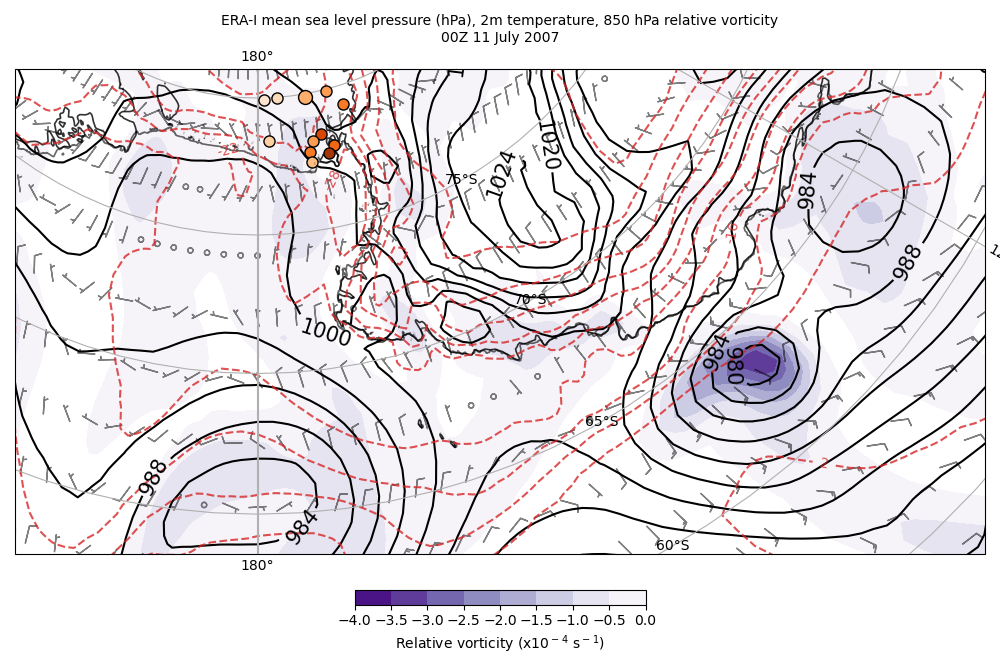 ERA-I mean sea level pressure (hPa), 2m temperature, 850 hPa relative vorticity
00Z 11 July 2007
180°
1020
1024
75°S
984
988
70°S
1000
984
980
65°S
988
984
60°S
180°
−4.0 −3.5 −3.0 −2.5 −2.0 −1.5 −1.0 −0.5 0.0
Relative vorticity (x10⁻⁴ s⁻¹)